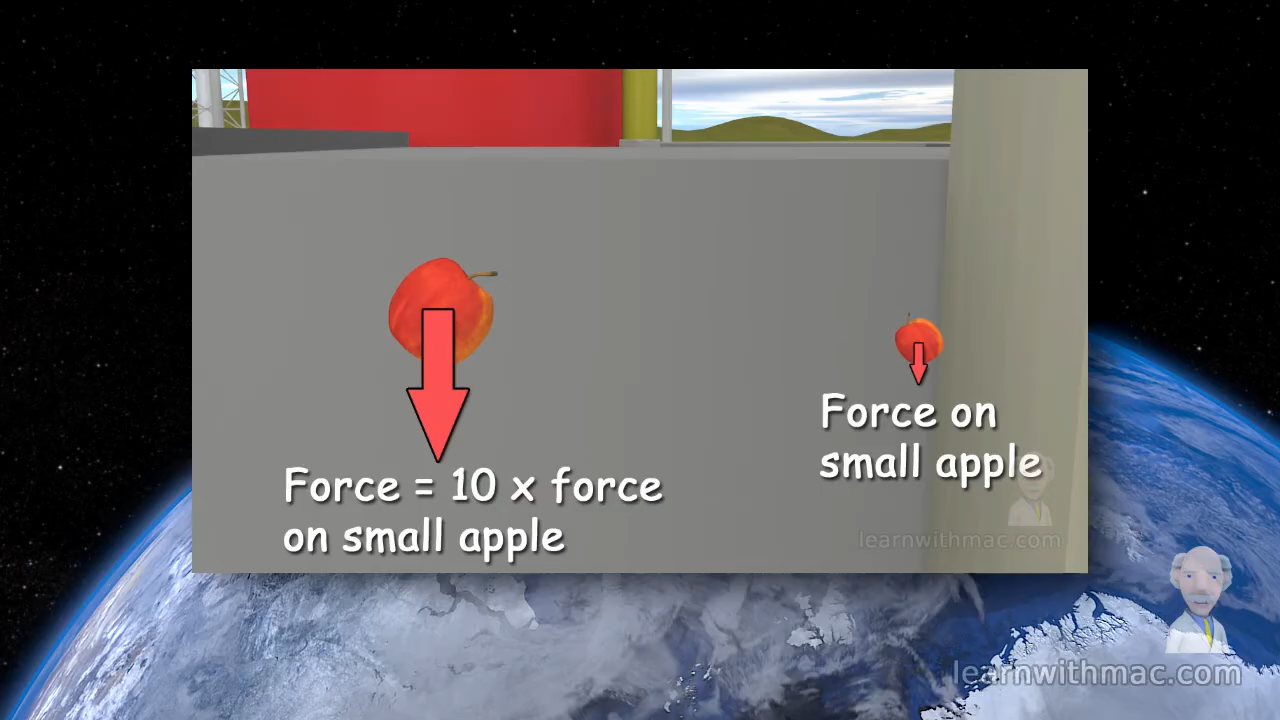 Force on
small apple
Force = 10 x force
on small apple
learnwithmac.com
learnwithmac.com